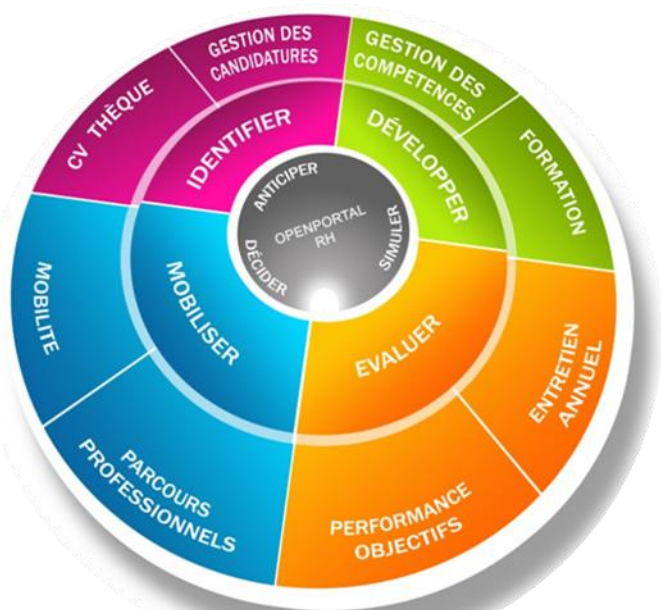 GESTION DES
CANDIDATURES
CV THÈQUE
IDENTIFIER
GESTION DES
COMPETENCES
FORMATION
DÉVELOPPER
ANTICIPER
SIMULER
DÉCIDER
OPENPORTAL
RH
MOBILITE
MOBILISER
PARCOURS
PROFESSIONNELS
EVALUER
ENTRETIEN
ANNUEL
PERFORMANCE
OBJECTIFS